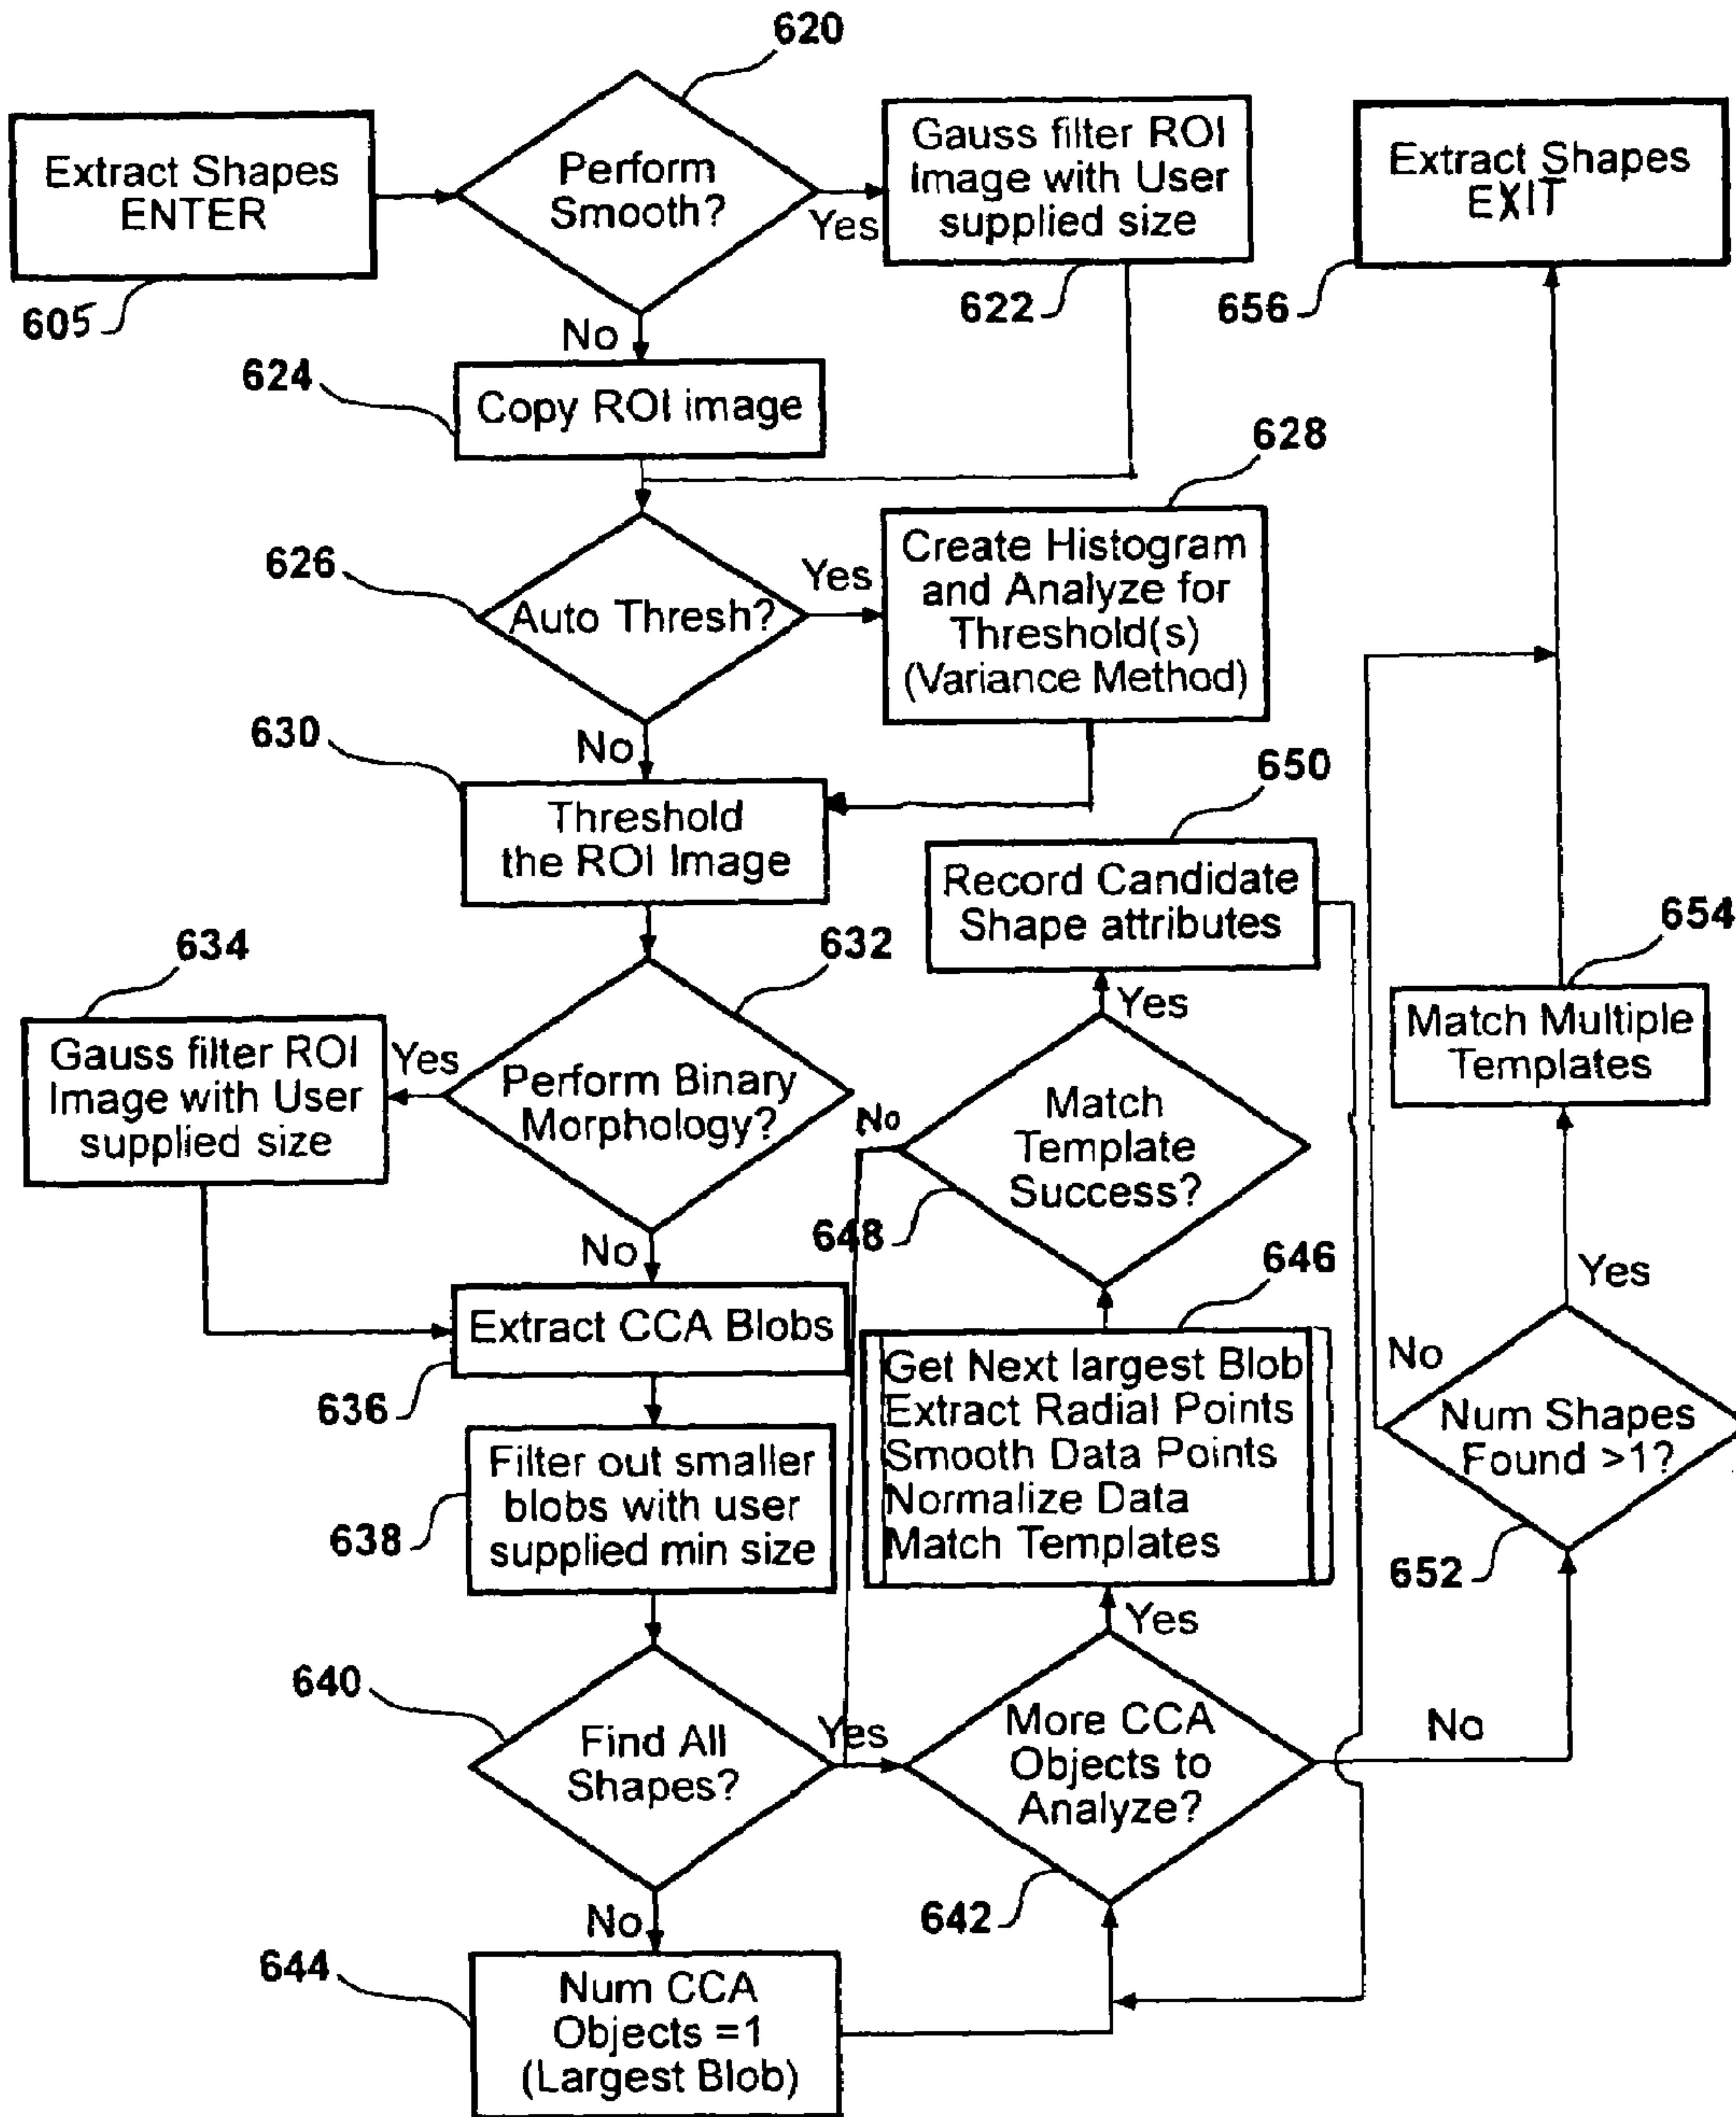 620
Extract Shapes
ENTER
605
Perform
Smooth?
Yes
No
Gauss filter ROI
Image with User
supplied size
622
Extract Shapes
EXIT
656
624
Copy ROI image
626
Auto Thresh?
Yes
No
628
Create Histogram
and Analyze for
Threshold(s)
(Variance Method)
630
Threshold
the ROI Image
632
Perform Binary
Morphology?
Yes
No
634
Gauss filter ROI
Image with User
supplied size
Extract CCA Blobs
636
Filter out smaller
blobs with user
supplied min size
638
640
Find All
Shapes?
Yes
No
644
Num CCA
Objects =1
(Largest Blob)
More CCA
Objects to
Analyze?
642
Yes
No
646
Get Next largest Blob
Extract Radial Points
Smooth Data Points
Normalize Data
Match Templates
Match
Template
Success?
648
No
Yes
650
Record Candidate
Shape attributes
Num Shapes
Found >1?
652
No
Yes
654
Match Multiple
Templates